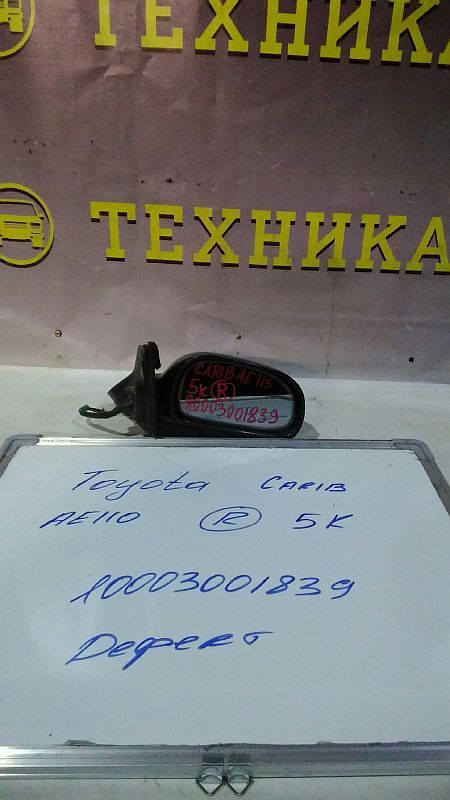 ТЕХНИКА
ТЕХНИКА
CARIB AE115
5K R
10003001839
Toyota CARIB
AE110 R 5K
10003001839
Дефект